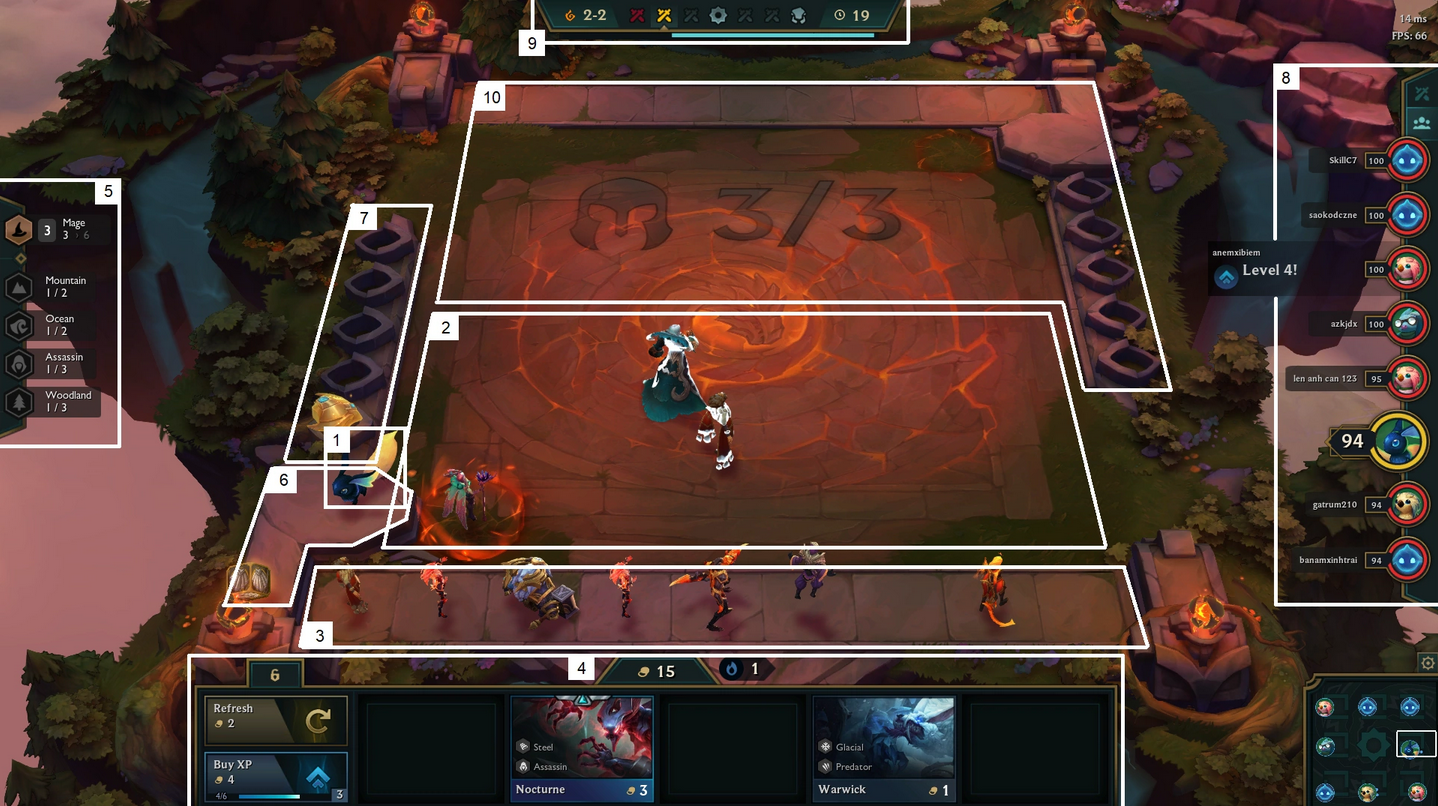 2-2
19
9
14 ms
FPS: 66
10
8
5
3
Mage
3 › 6
Mountain
1 / 2
Ocean
1 / 2
Assassin
1 / 3
Woodland
1 / 3
7
3/3
2
1
6
3
SkillC7 100
saokodczne 100
anemxibiem
Level 4!
100
azkjdx 100
len anh can 123 95
94
gatrum210 94
banamxinhtrai 94
6
4
15
1
Refresh
2
Buy XP
4
4/6
3
Steel
Assassin
Nocturne 3
Glacial
Predator
Warwick 1